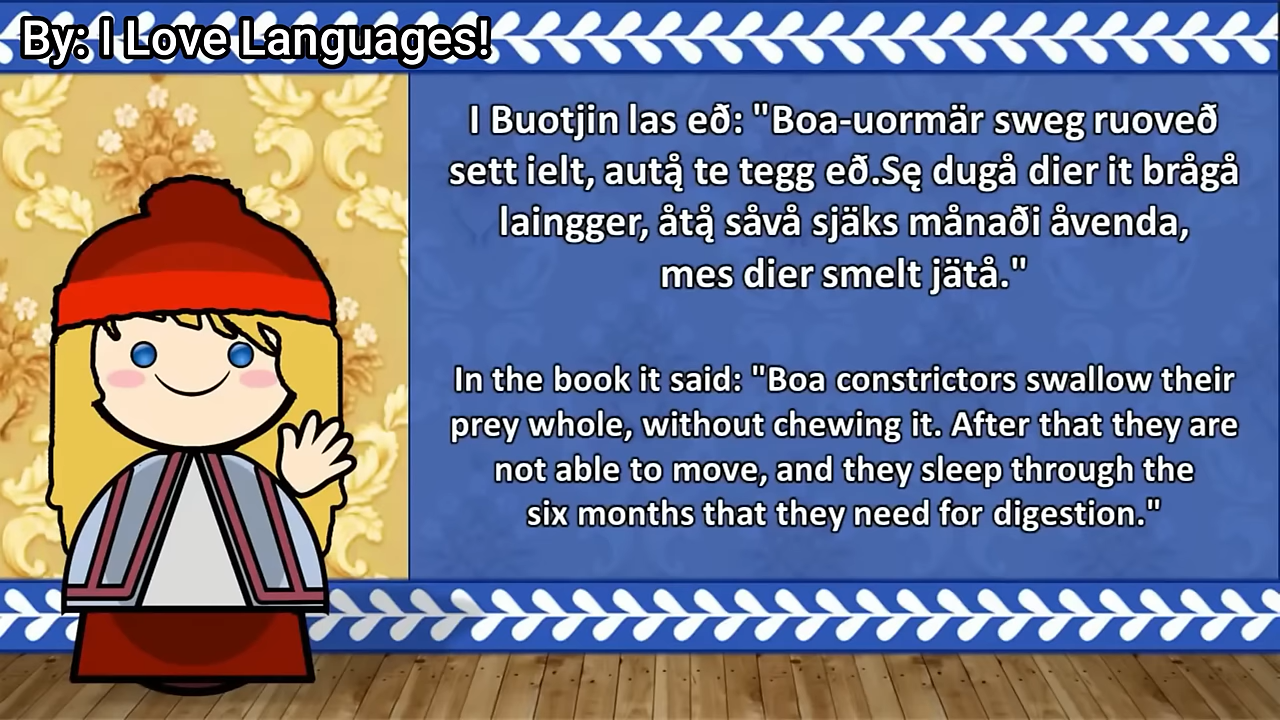 By: I Love Languages!
I Buotjin las eð: "Boa-uormär sweg ruoveð
sett ielt, autą̊ te tegg eð.Sę dugå dier it brågå
laingger, åtą̊ såvå sjäks månaði åvenda,
mes dier smelt jätå."
In the book it said: "Boa constrictors swallow their
prey whole, without chewing it. After that they are
not able to move, and they sleep through the
six months that they need for digestion."